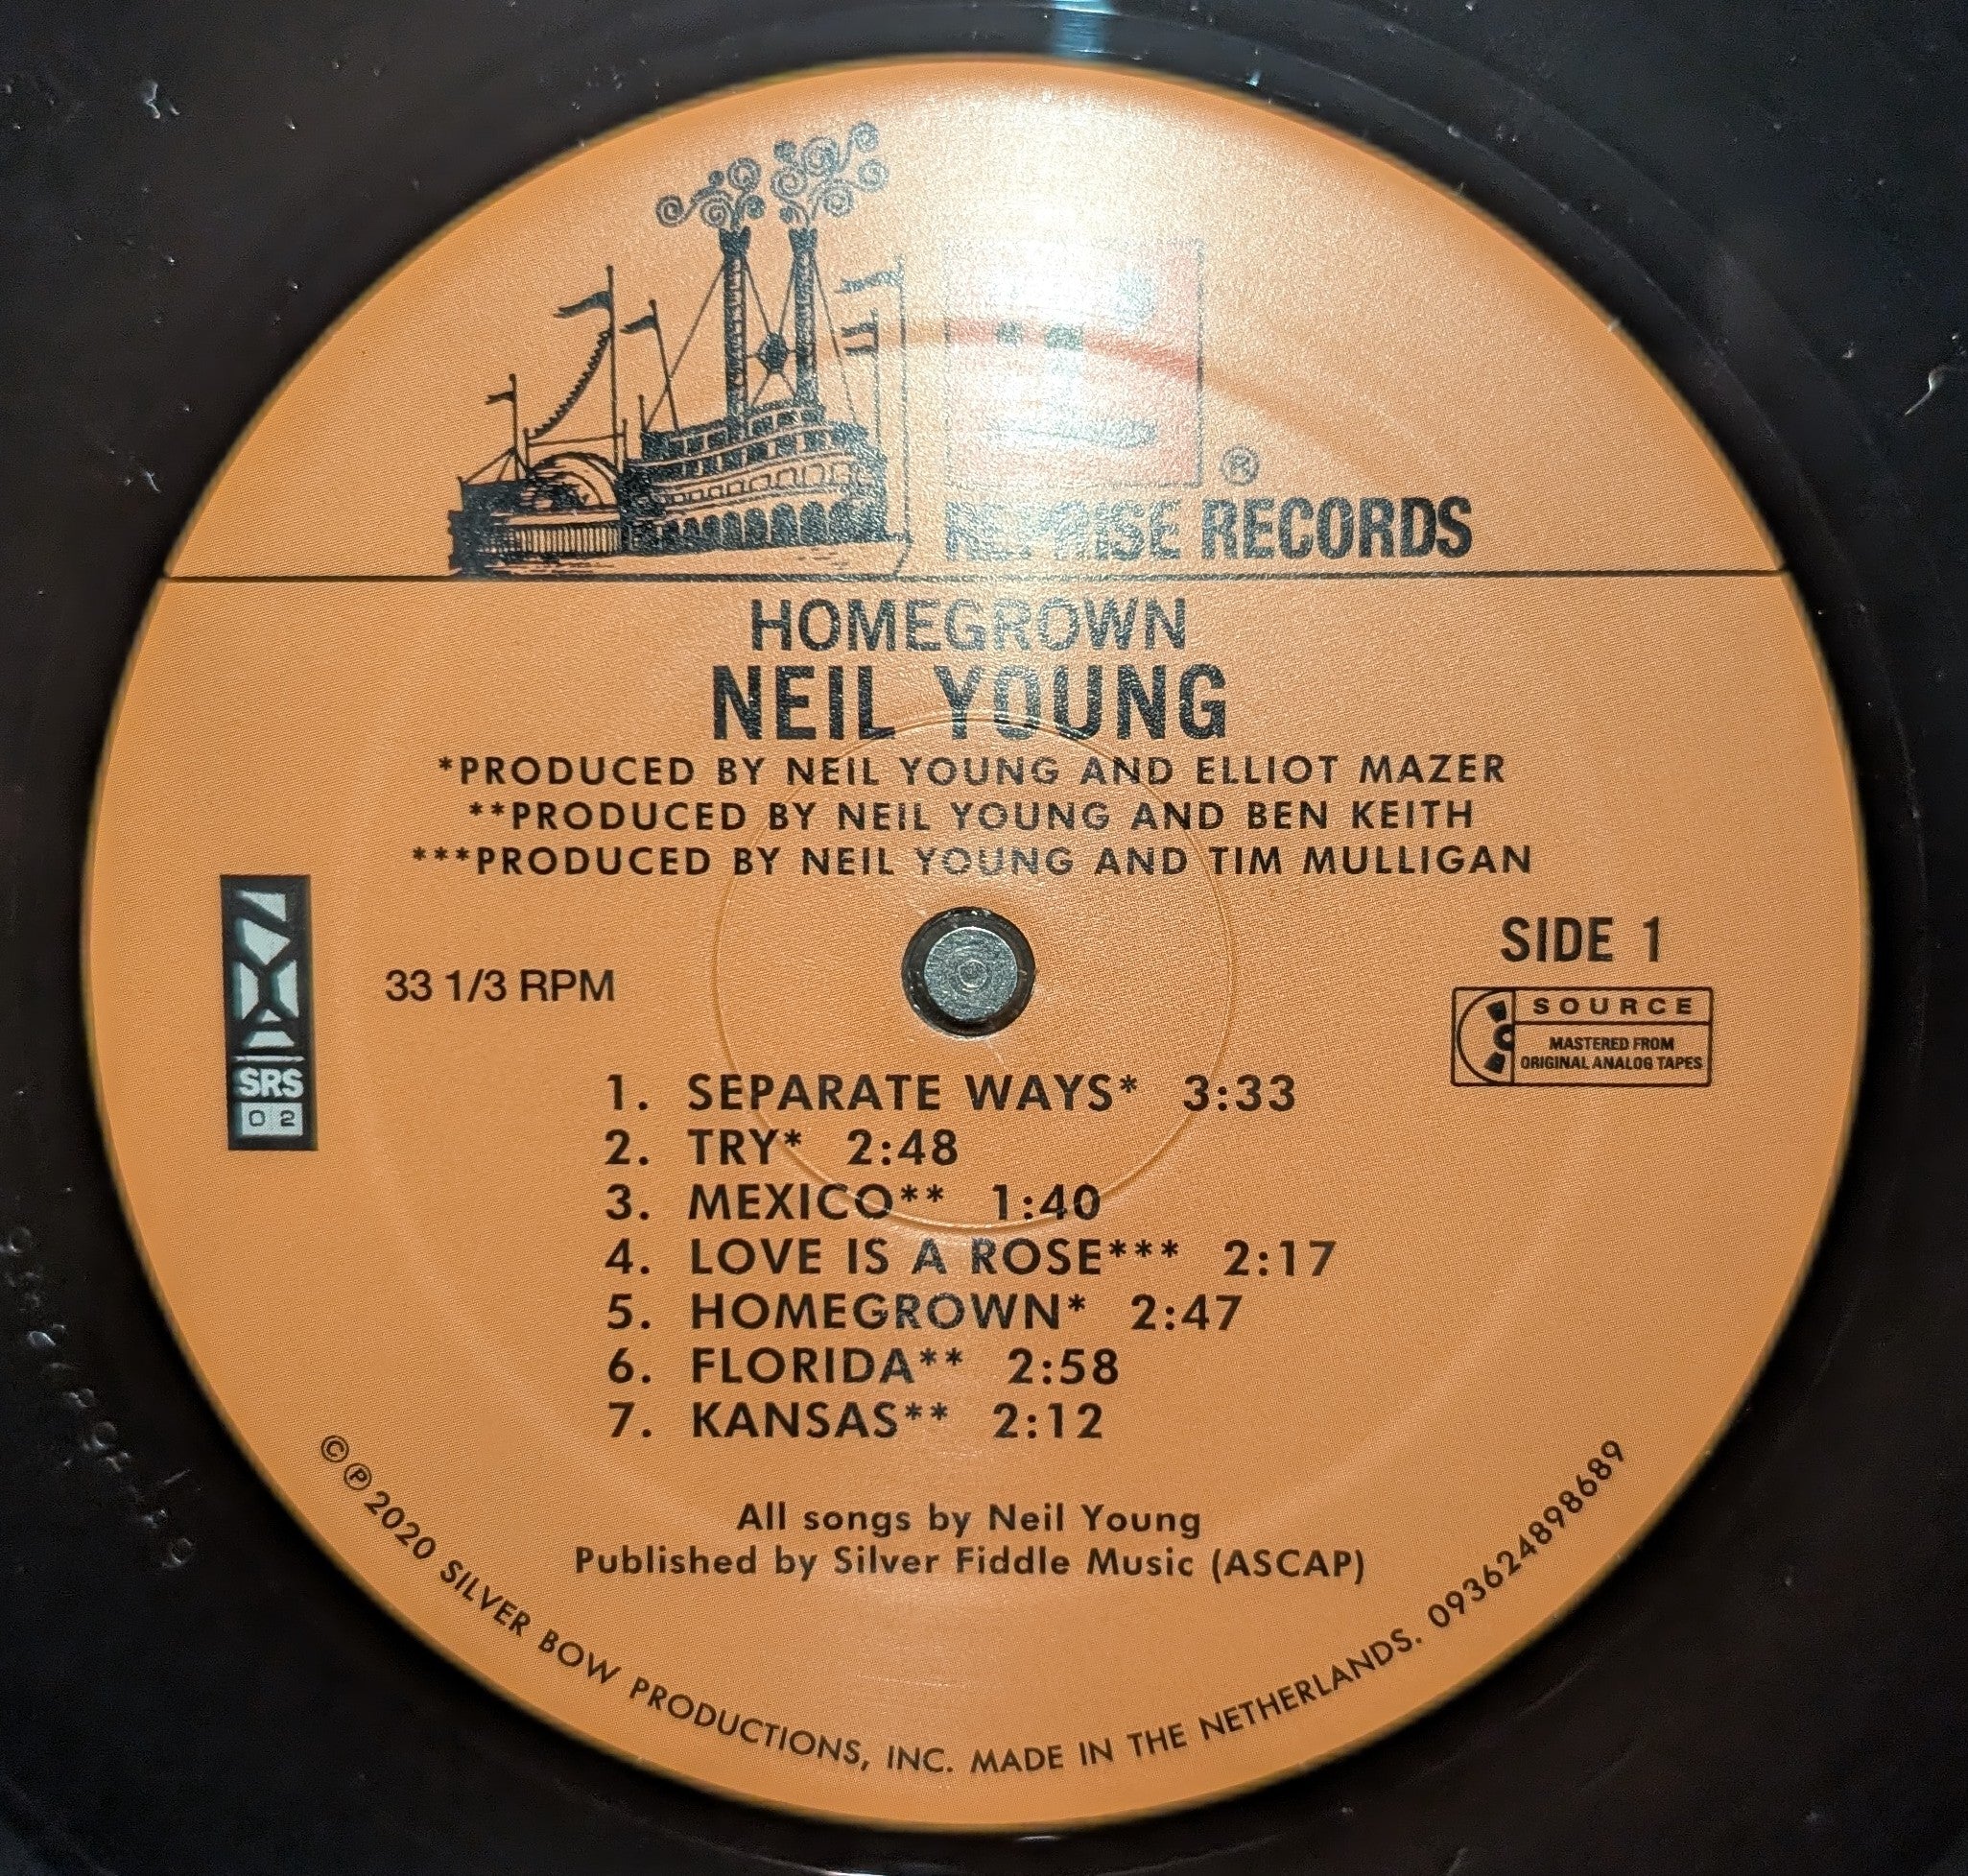 ®
REPRISE RECORDS
HOMEGROWN
NEIL YOUNG
*PRODUCED BY NEIL YOUNG AND ELLIOT MAZER
**PRODUCED BY NEIL YOUNG AND BEN KEITH
***PRODUCED BY NEIL YOUNG AND TIM MULLIGAN
SIDE 1
33 1/3 RPM
SOURCE
MASTERED FROM
ORIGINAL ANALOG TAPES
SRS
02
1. SEPARATE WAYS* 3:33
2. TRY* 2:48
3. MEXICO** 1:40
4. LOVE IS A ROSE*** 2:17
5. HOMEGROWN* 2:47
6. FLORIDA** 2:58
7. KANSAS** 2:12
All songs by Neil Young
Published by Silver Fiddle Music (ASCAP)
©℗ 2020 SILVER BOW PRODUCTIONS, INC. MADE IN THE NETHERLANDS. 093624898689